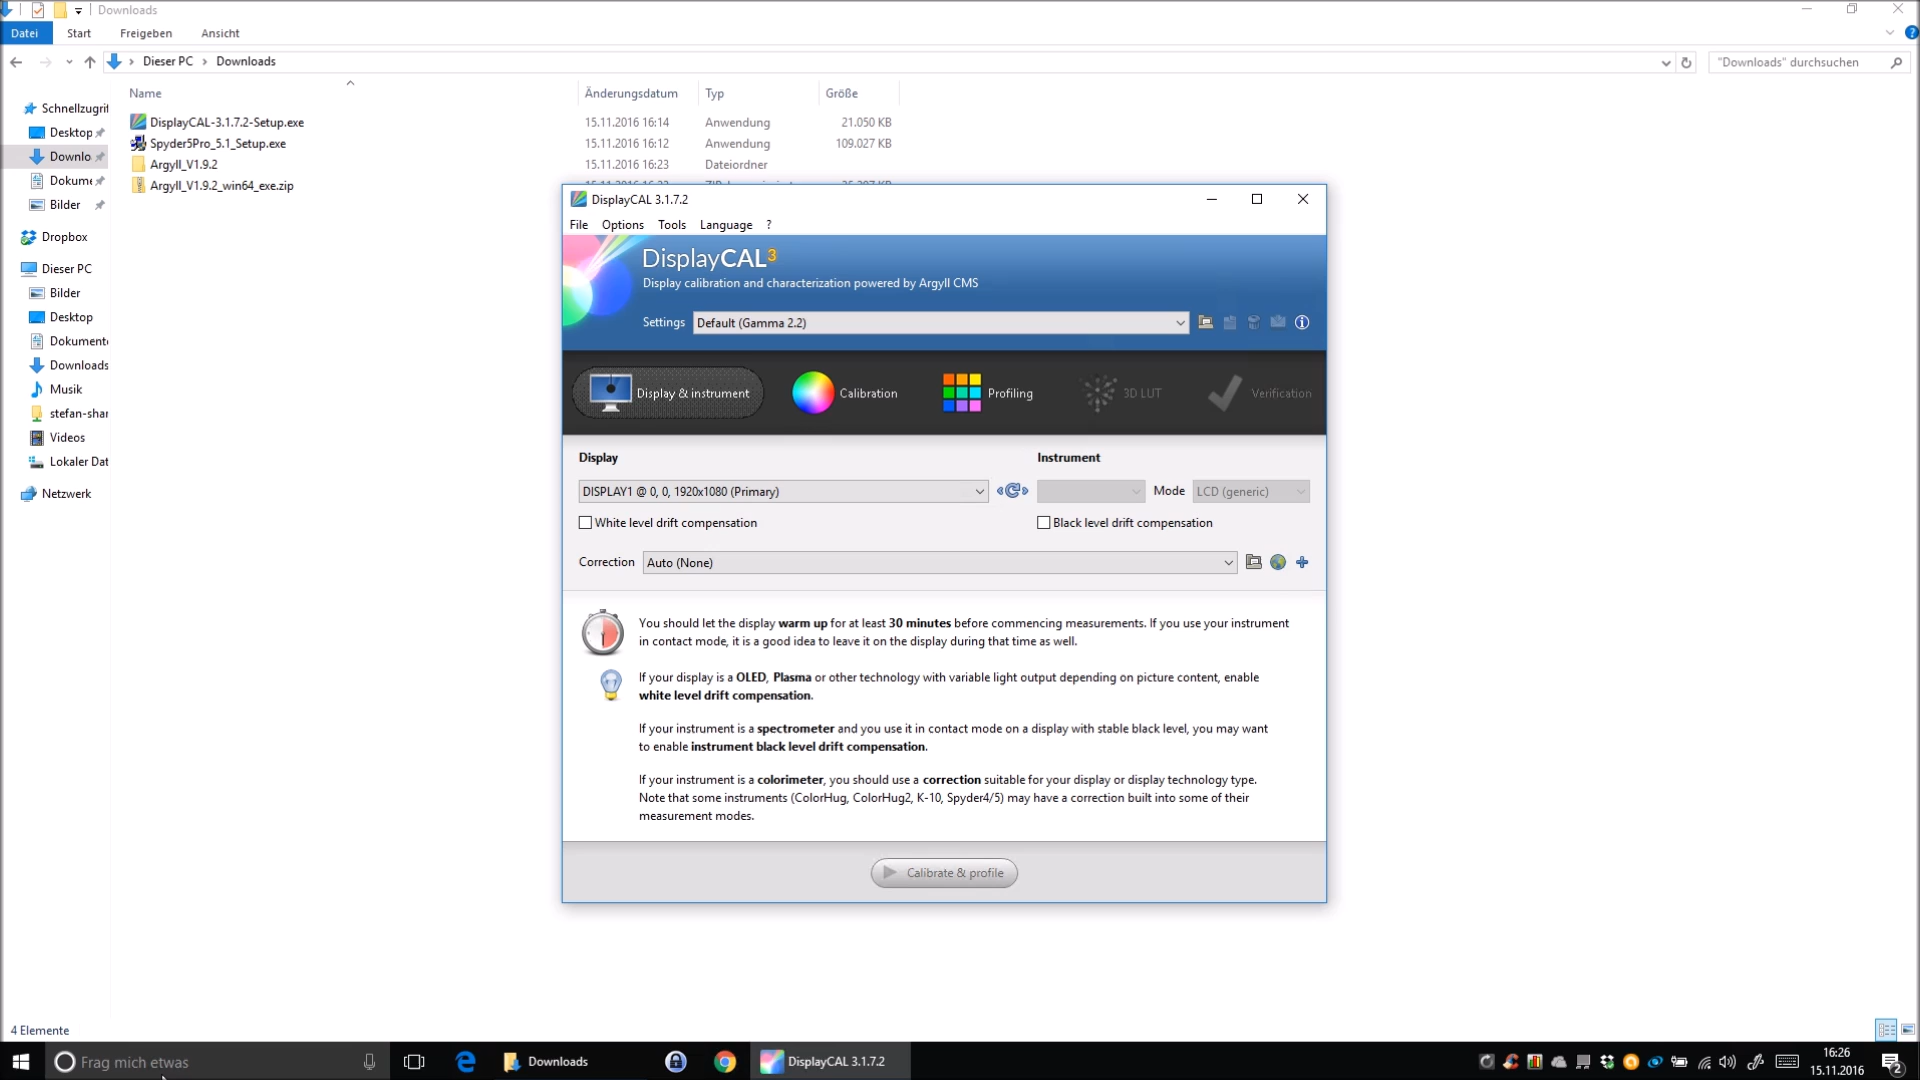 Downloads
Datei Start Freigeben Ansicht
Dieser PC Downloads "Downloads" durchsuchen
Name Änderungsdatum Typ Größe
DisplayCAL-3.1.7.2-Setup.exe 15.11.2016 16:14 Anwendung 21.050 KB
Spyder5Pro_5.1_Setup.exe 15.11.2016 16:12 Anwendung 109.027 KB
Argyll_V1.9.2 15.11.2016 16:23 Dateiordner
Argyll_V1.9.2_win64_exe.zip
Schnellzugrif
Desktop
Downlo
Dokume
Bilder
Dropbox
Dieser PC
Bilder
Desktop
Dokumente
Downloads
Musik
stefan-shar
Videos
Lokaler Dat
Netzwerk
DisplayCAL 3.1.7.2
File Options Tools Language ?
DisplayCAL3
Display calibration and characterization powered by Argyll CMS
Settings Default (Gamma 2.2)
Display & instrument Calibration Profiling 3D LUT Verification
Display Instrument
DISPLAY1 @ 0, 0, 1920x1080 (Primary) Mode LCD (generic)
White level drift compensation Black level drift compensation
Correction Auto (None)
You should let the display warm up for at least 30 minutes before commencing measurements. If you use your instrument
in contact mode, it is a good idea to leave it on the display during that time as well.
If your display is a OLED, Plasma or other technology with variable light output depending on picture content, enable
white level drift compensation.
If your instrument is a spectrometer and you use it in contact mode on a display with stable black level, you may want
to enable instrument black level drift compensation.
If your instrument is a colorimeter, you should use a correction suitable for your display or display technology type.
Note that some instruments (ColorHug, ColorHug2, K-10, Spyder4/5) may have a correction built into some of their
measurement modes.
Calibrate & profile
4 Elemente
Frag mich etwas Downloads DisplayCAL 3.1.7.2 16:26
15.11.2016 2